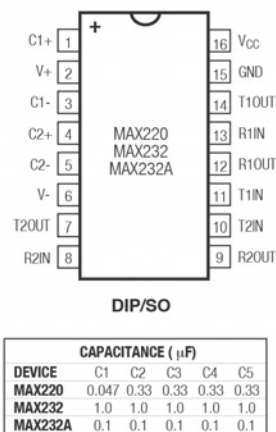 +
C1+ 1 16 VCC
V+ 2 15 GND
C1- 3 14 T1OUT
C2+ 4 MAX220 13 R1IN
MAX232
C2- 5 MAX232A 12 R1OUT
V- 6 11 T1IN
T2OUT 7 10 T2IN
R2IN 8 9 R2OUT
DIP/SO
CAPACITANCE ( μF)
DEVICE C1 C2 C3 C4 C5
MAX220 0.047 0.33 0.33 0.33 0.33
MAX232 1.0 1.0 1.0 1.0 1.0
MAX232A 0.1 0.1 0.1 0.1 0.1